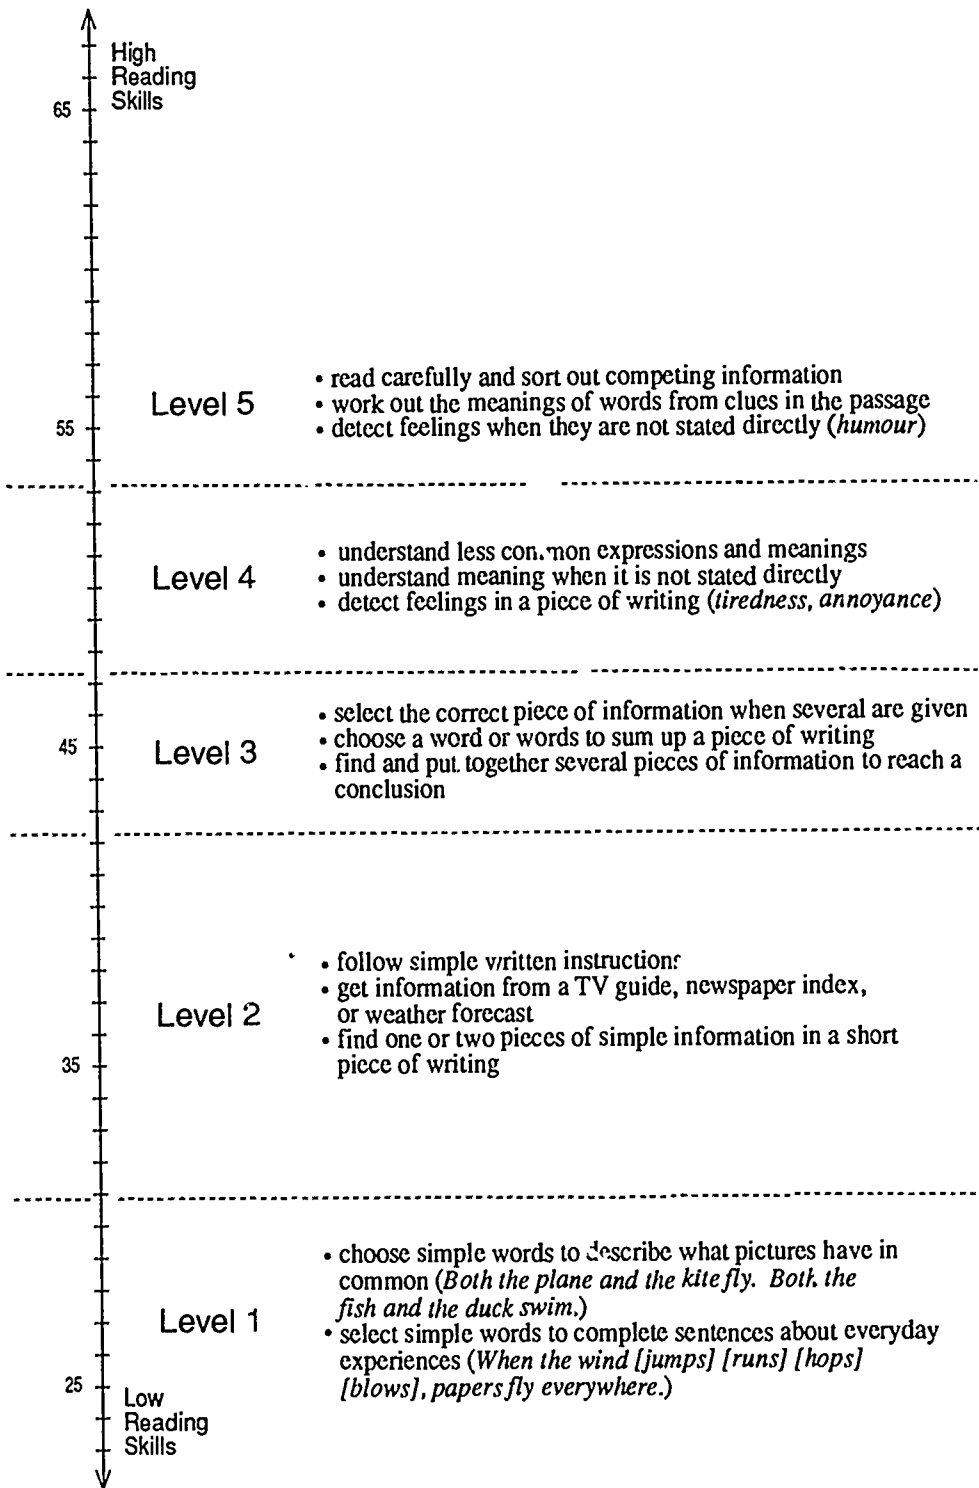 High
Reading
Skills
65
Level 5
• read carefully and sort out competing information
• work out the meanings of words from clues in the passage
• detect feelings when they are not stated directly (humour)
55
Level 4
• understand less common expressions and meanings
• understand meaning when it is not stated directly
• detect feelings in a piece of writing (tiredness, annoyance)
Level 3
• select the correct piece of information when several are given
• choose a word or words to sum up a piece of writing
• find and put together several pieces of information to reach a
conclusion
45
Level 2
• follow simple written instructions
• get information from a TV guide, newspaper index,
or weather forecast
• find one or two pieces of simple information in a short
piece of writing
35
Level 1
• choose simple words to describe what pictures have in
common (Both the plane and the kite fly. Both the
fish and the duck swim.)
• select simple words to complete sentences about everyday
experiences (When the wind [jumps] [runs] [hops]
[blows], papers fly everywhere.)
25
Low
Reading
Skills